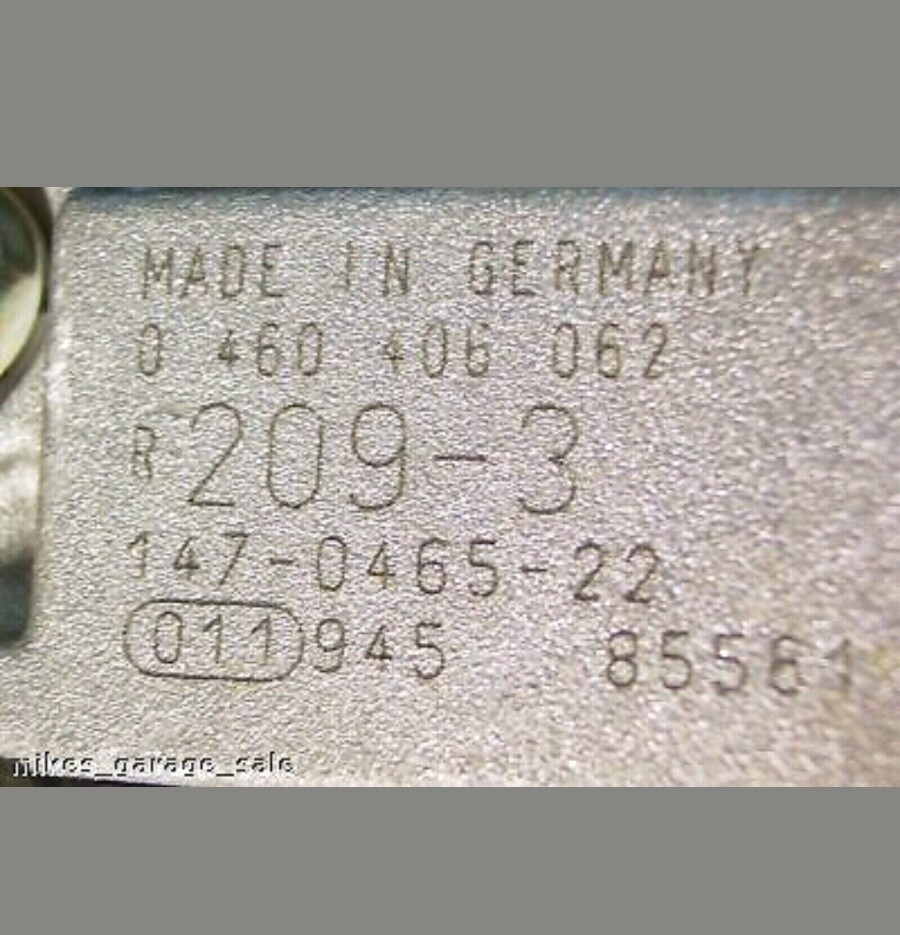 MADE IN GERMANY
0 460 406 062
R 209-3
147-0465-22
011 945 85561
mikes_garage_sale